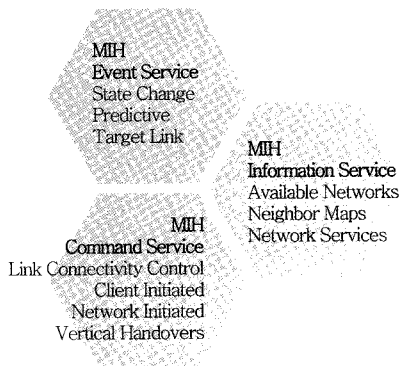 MIH
Event Service
State Change
Predictive
Target Link
MIH
Information Service
Available Networks
Neighbor Maps
Network Services
MIH
Command Service
Link Connectivity Control
Client Initiated
Network Initiated
Vertical Handovers